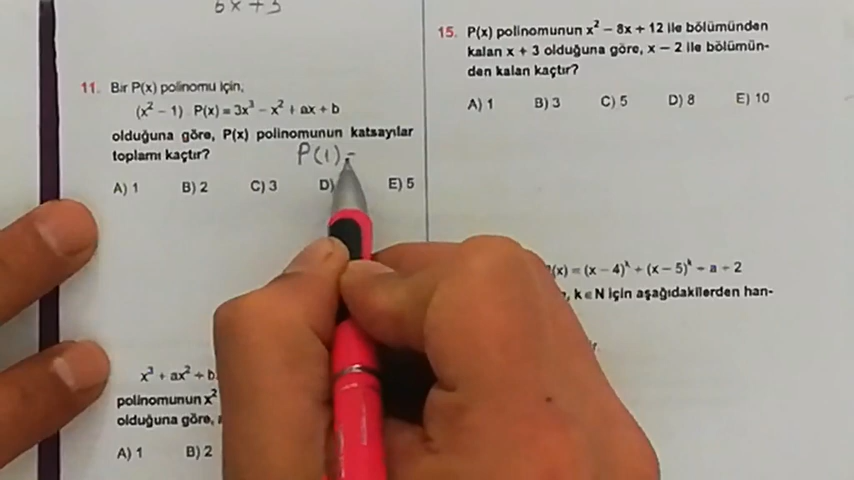 6x+3
11. Bir P(x) polinomu için,
(x² − 1) P(x) = 3x³ − x² + ax + b
olduğuna göre, P(x) polinomunun katsayılar
toplamı kaçtır?
P(1)=
A) 1 B) 2 C) 3 D) E) 5
x³ + ax² + b
polinomunun x²
olduğuna göre,
A) 1 B) 2
15. P(x) polinomunun x² − 8x + 12 ile bölümünden
kalan x + 3 olduğuna göre, x − 2 ile bölümün-
den kalan kaçtır?
A) 1 B) 3 C) 5 D) 8 E) 10
(x) = (x − 4)ᵏ + (x − 5)ᵏ + a + 2
k ∈ N için aşağıdakilerden han-